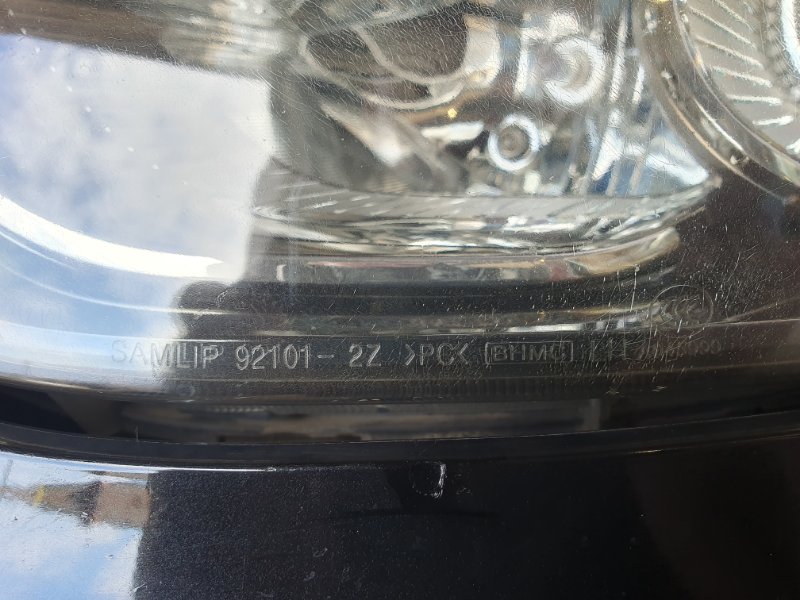 SAMLIP 92101- 2Z >PC< BHMC